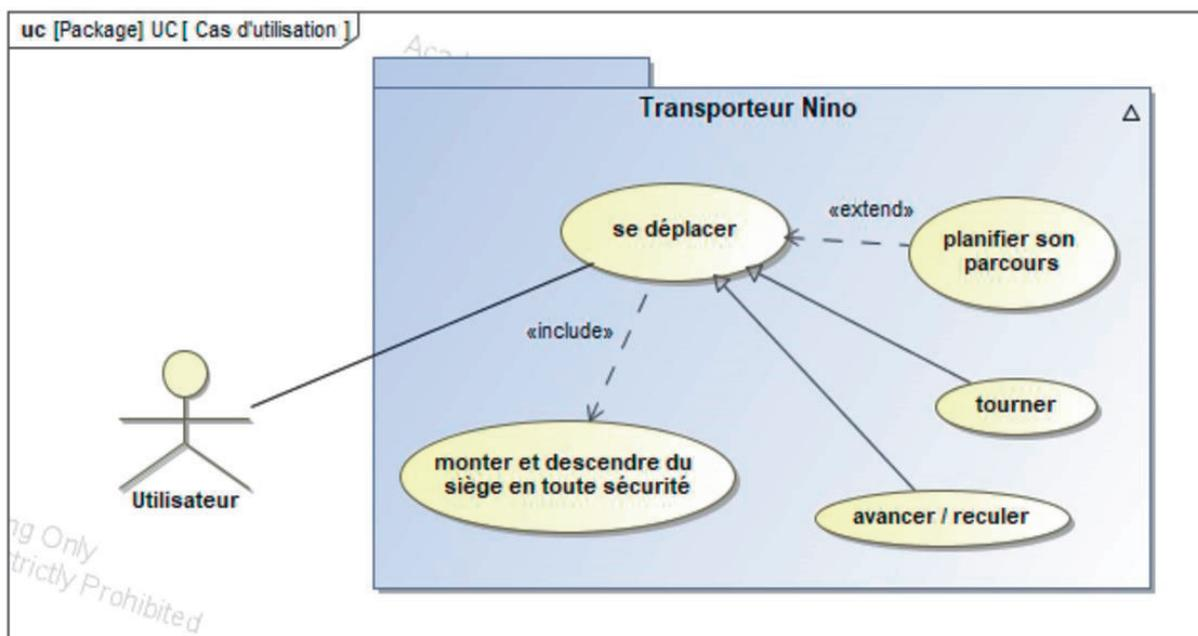 uc [Package] UC [ Cas d'utilisation ]
Transporteur Nino
se déplacer
«extend»
planifier son
parcours
«include»
tourner
monter et descendre du
siège en toute sécurité
avancer / reculer
Utilisateur
ng Only
trictly Prohibited